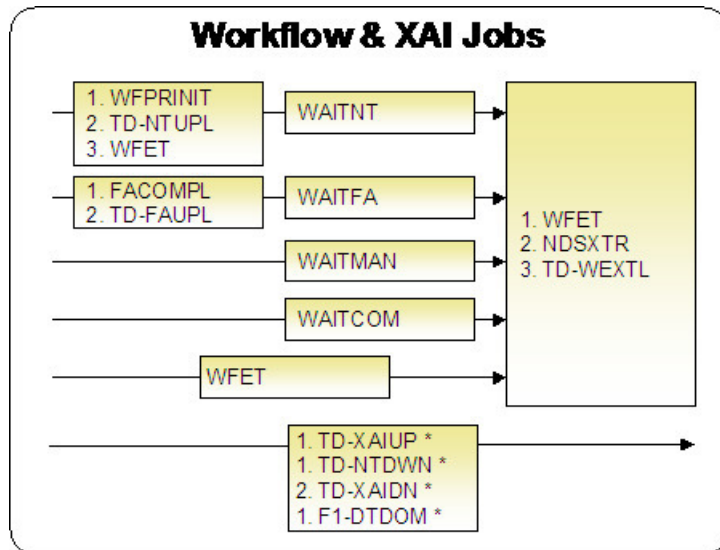 Workflow & XAI Jobs
1. WFPRINIT
2. TD-NTUPL
3. WFET
WAITNT
1. FACOMPL
2. TD-FAUPL
WAITFA
WAITMAN
WAITCOM
WFET
1. WFET
2. NDSXTR
3. TD-WEXTL
1. TD-XAIUP *
1. TD-NTDWN *
2. TD-XAIDN *
1. F1-DTDOM *